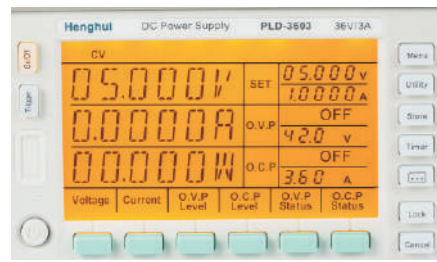 Henghui DC Power Supply PLD-3603 36V/3A
CV
05.000V SET 05.000v
1.0000A
0.0000A O.V.P OFF
42.0 v
00.000W O.C.P OFF
3.60 A
Voltage Current O.V.P Level O.C.P Level O.V.P Status O.C.P Status
On/Off
Trigger
Menu
Utility
Store
Timer
Lock
Cancel